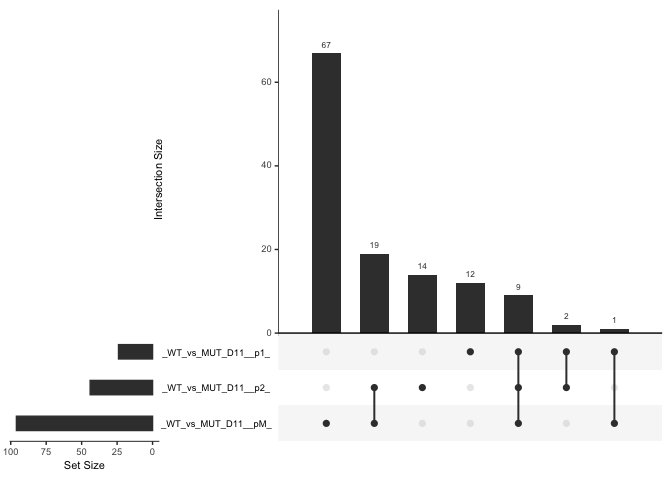 67
60
Intersection Size
40
20
19
14
12
9
2
1
0
_WT_vs_MUT_D11__p1_
_WT_vs_MUT_D11__p2_
_WT_vs_MUT_D11__pM_
100 75 50 25 0
Set Size